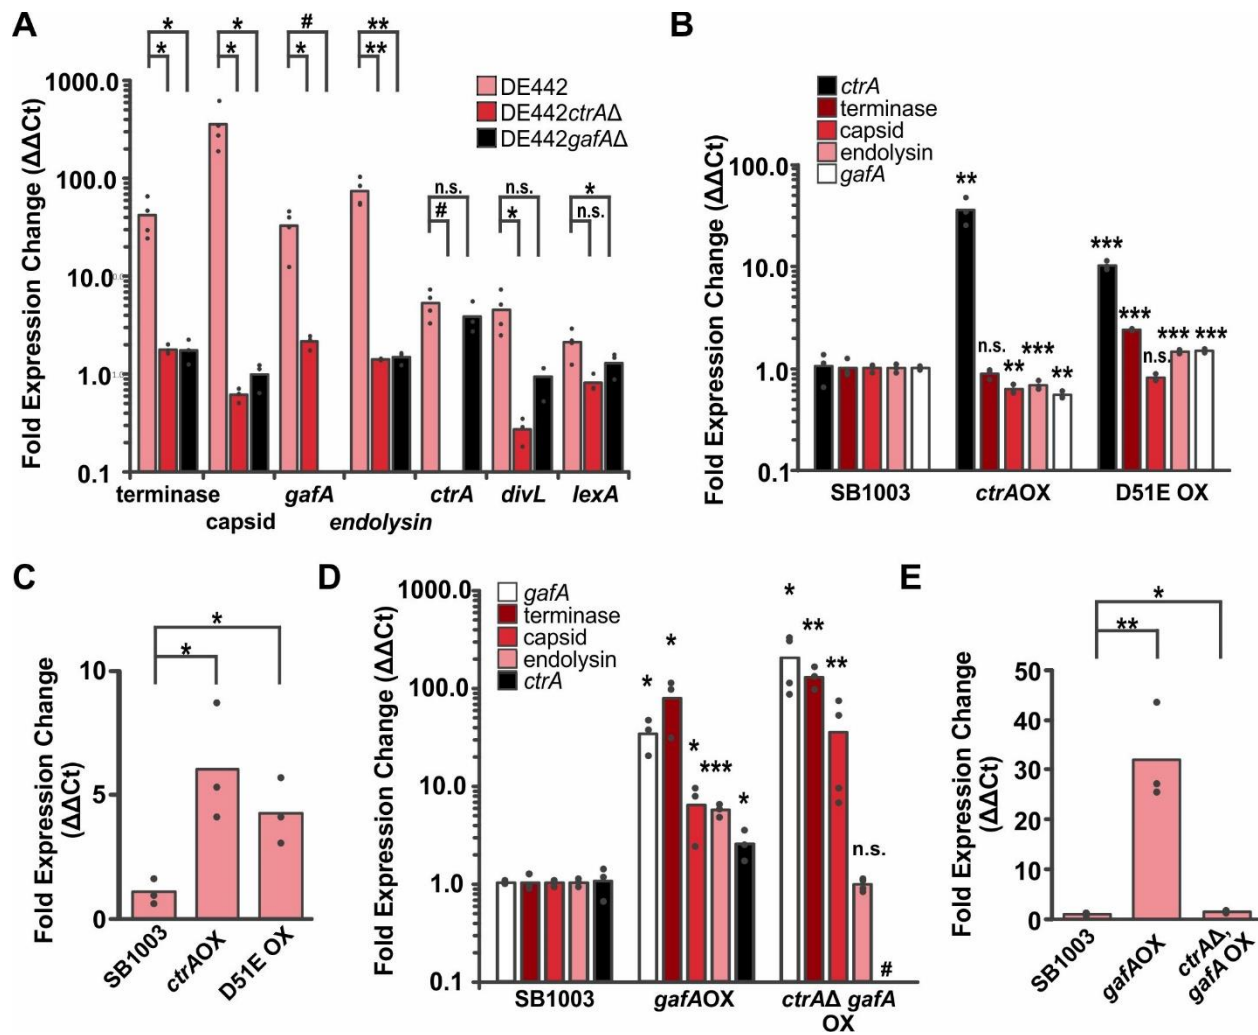 A
* * # **
* * * **
1000.0
100.0
10.0
1.0
0.1
Fold Expression Change (ΔΔCt)
DE442
DE442ctrAΔ
DE442gafAΔ
n.s. n.s. *
# * n.s.
terminase
capsid
gafA
endolysin
ctrA
divL
lexA
B
ctrA
terminase
capsid
endolysin
gafA
100.0
10.0
1.0
0.1
Fold Expression Change (ΔΔCt)
**
n.s.
**
***
**
***
***
n.s.
***
***
SB1003
ctrAOX
D51E OX
C
*
*
10
5
0
Fold Expression Change
(ΔΔCt)
SB1003
ctrAOX
D51E OX
D
gafA
terminase
capsid
endolysin
ctrA
1000.0
100.0
10.0
1.0
0.1
Fold Expression Change (ΔΔCt)
*
*
*
***
*
*
**
**
n.s.
#
SB1003
gafAOX
ctrAΔ gafA
OX
E
*
**
50
40
30
20
10
0
Fold Expression Change
(ΔΔCt)
SB1003
gafAOX
ctrAΔ,
gafA OX